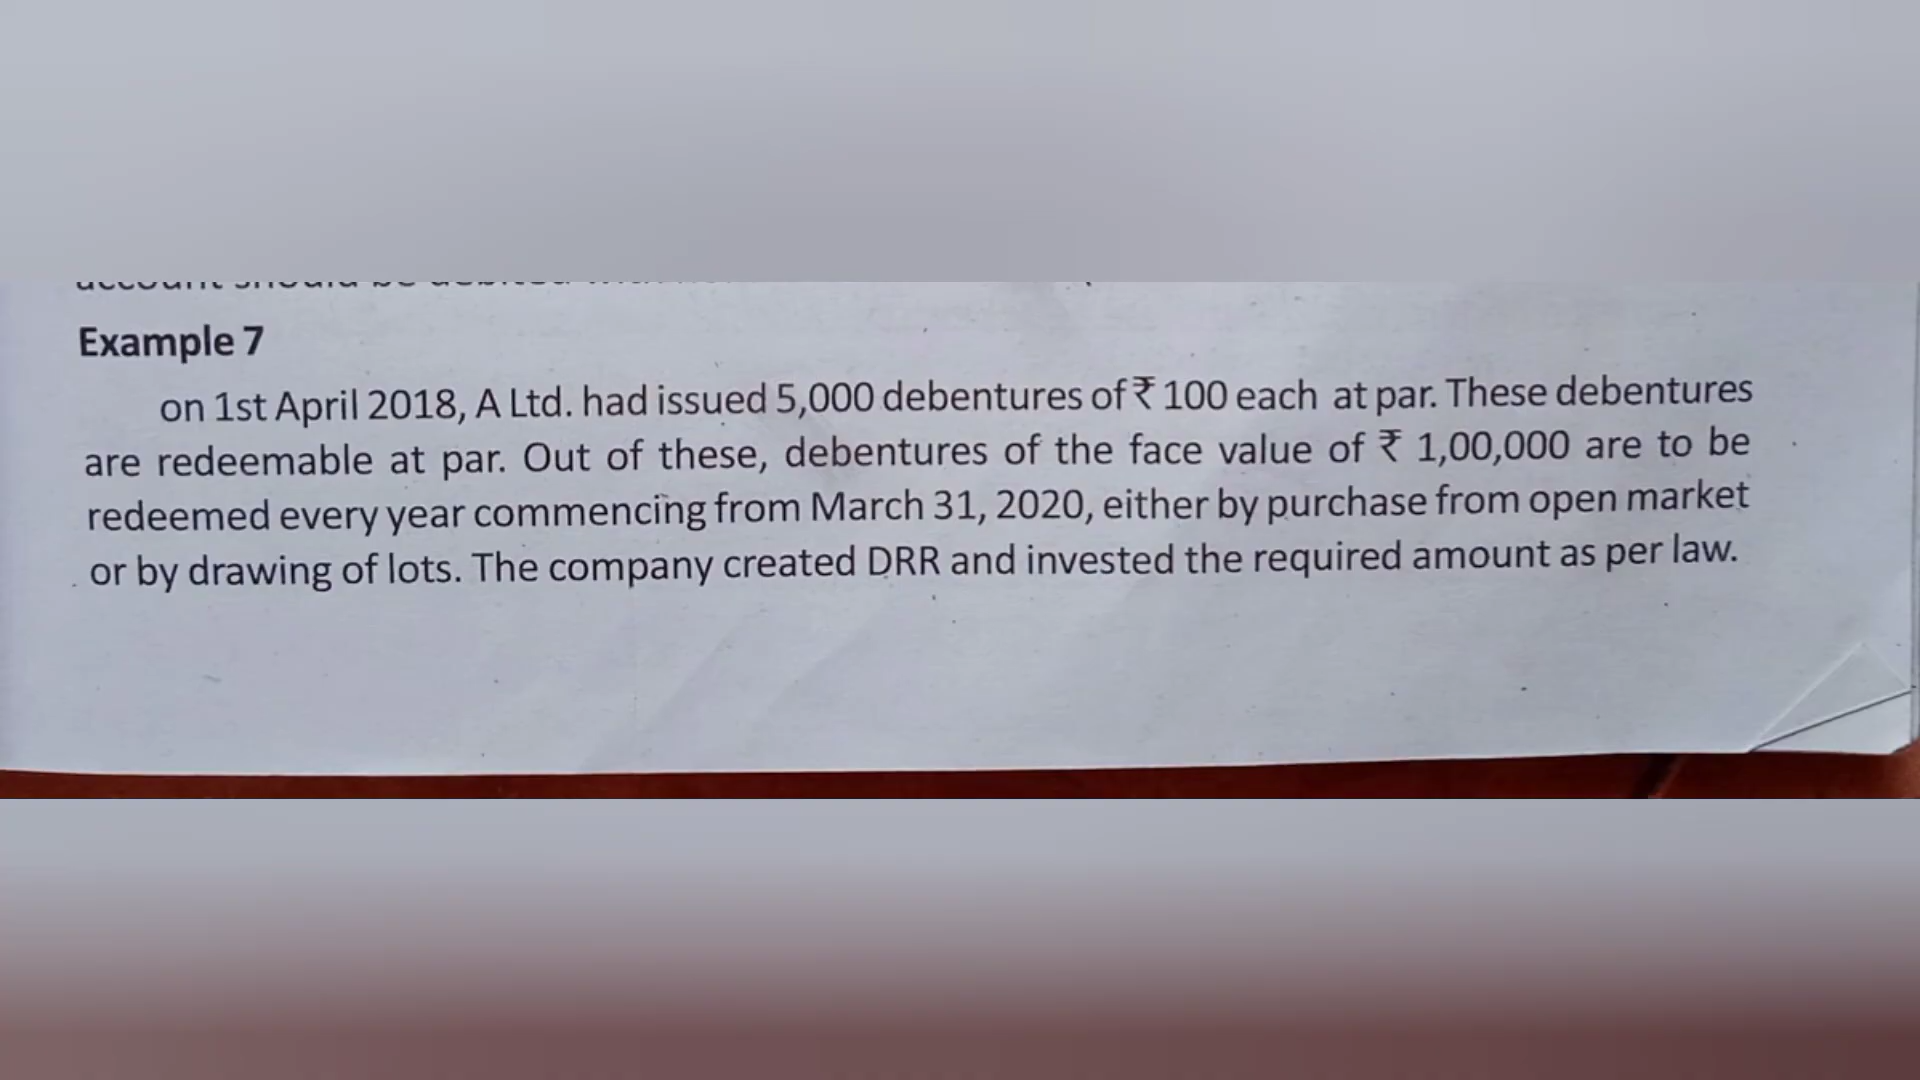 Example 7
on 1st April 2018, A Ltd. had issued 5,000 debentures of ₹ 100 each at par. These debentures
are redeemable at par. Out of these, debentures of the face value of ₹ 1,00,000 are to be
redeemed every year commencing from March 31, 2020, either by purchase from open market
or by drawing of lots. The company created DRR and invested the required amount as per law.